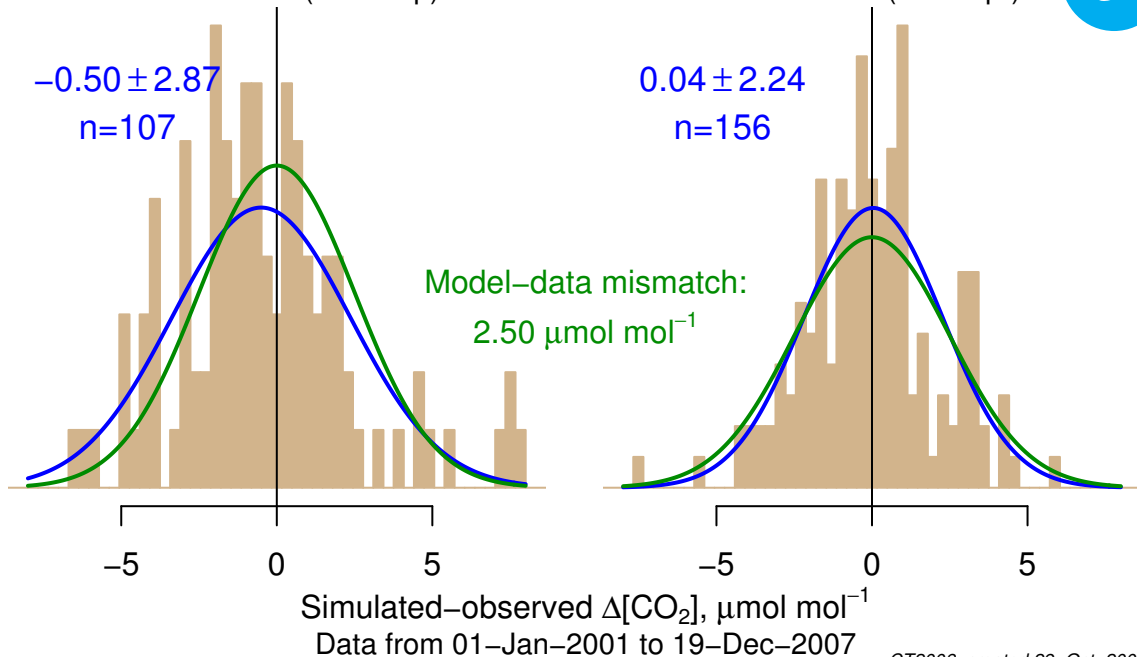 −0.50 ± 2.87
n=107
0.04 ± 2.24
n=156
Model−data mismatch:
2.50 μmol mol⁻¹
−5 0 5
−5 0 5
Simulated−observed Δ[CO₂], μmol mol⁻¹
Data from 01−Jan−2001 to 19−Dec−2007